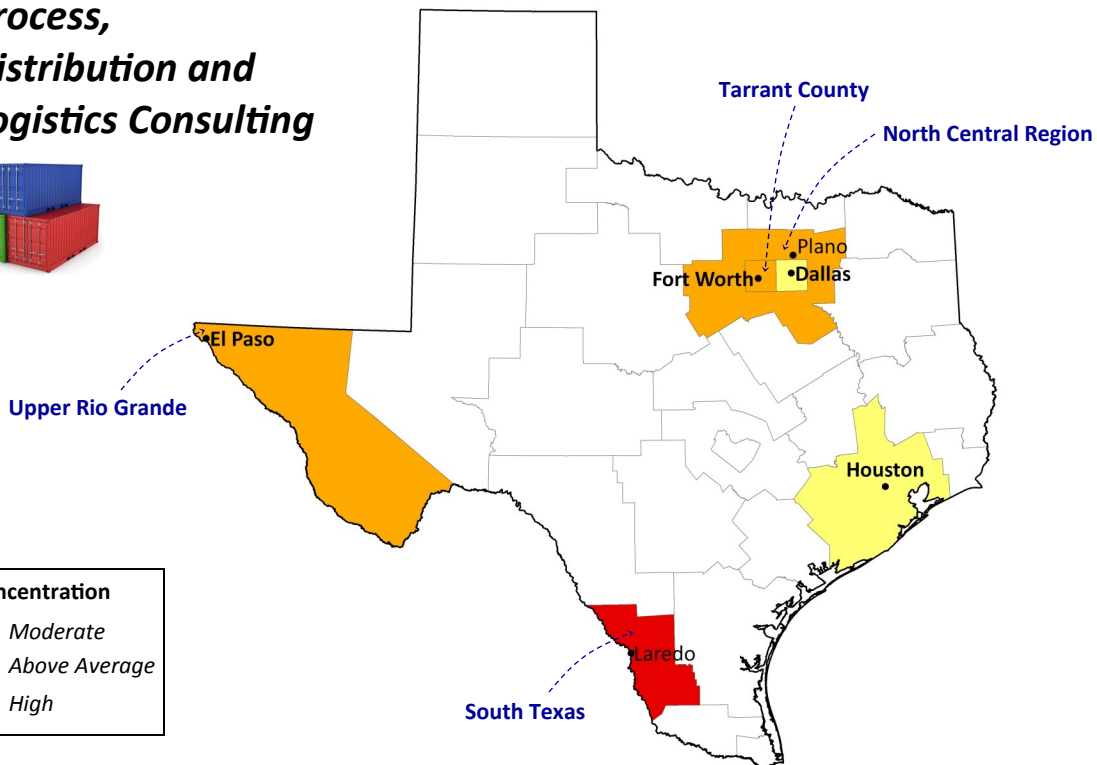 rocess,
istribution and
ogistics Consulting
Tarrant County
North Central Region
Plano
Fort Worth
Dallas
El Paso
Upper Rio Grande
Houston
ncentration
Moderate
Above Average
High
Laredo
South Texas